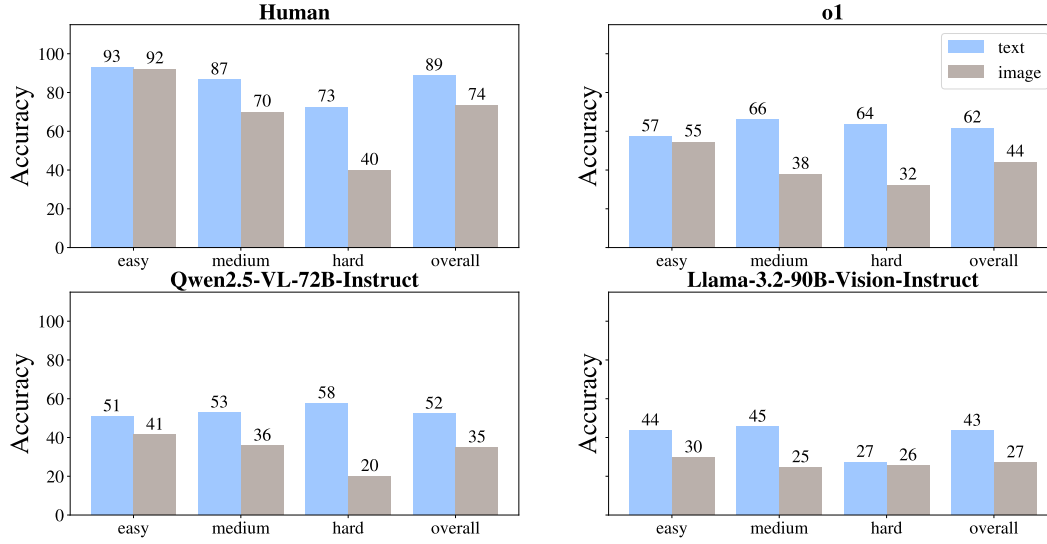 Human
Accuracy
100
80
60
40
20
0
93 92 87 70 73 40 89 74
easy medium hard overall
o1
Accuracy
text
image
57 55 66 38 64 32 62 44
easy medium hard overall
Qwen2.5-VL-72B-Instruct
Accuracy
100
80
60
40
20
0
51 41 53 36 58 20 52 35
easy medium hard overall
Llama-3.2-90B-Vision-Instruct
Accuracy
44 30 45 25 27 26 43 27
easy medium hard overall